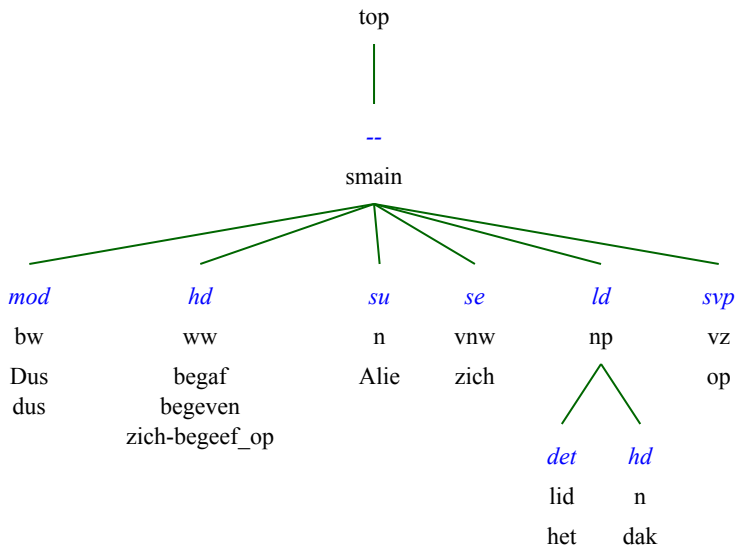 top
--
smain
mod hd su se ld svp
bw ww n vnw np vz
Dus begaf Alie zich op
dus begeven
zich-begeef_op
det hd
lid n
het dak